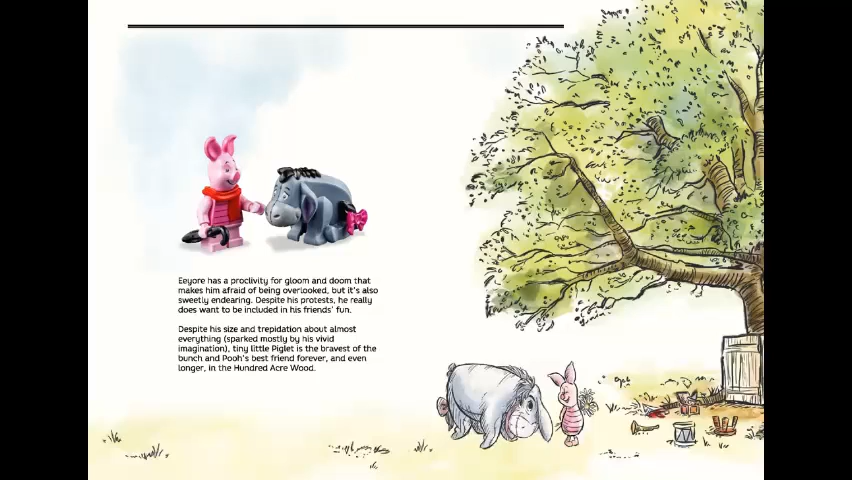 Eeyore has a proclivity for gloom and doom that
makes him afraid of being overlooked, but it's also
sweetly endearing. Despite his protests, he really
does want to be included in his friends' fun.
Despite his size and trepidation about almost
everything (sparked mostly by his vivid
imagination), tiny little Piglet is the bravest of the
bunch and Pooh's best friend forever, and even
longer, in the Hundred Acre Wood.